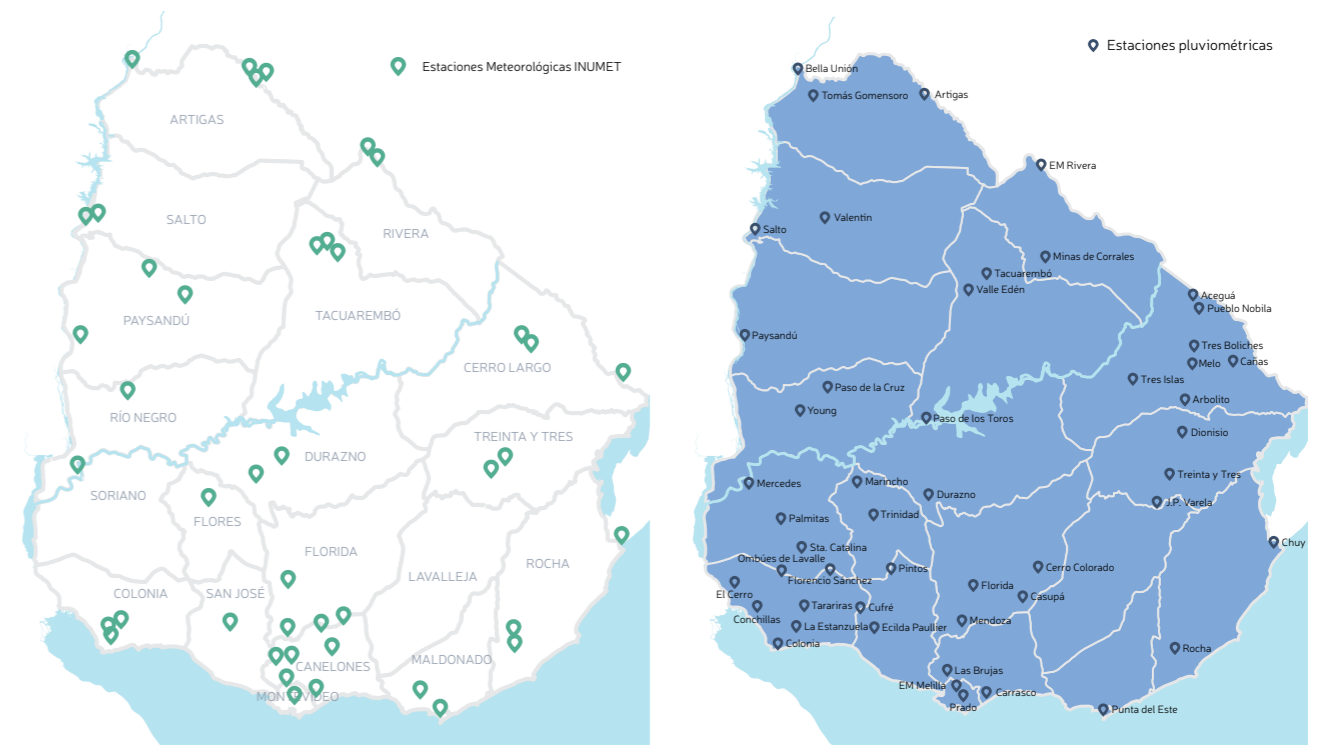 Estaciones Meteorológicas INUMET
ARTIGAS
SALTO
RIVERA
PAYSANDÚ
TACUAREMBÓ
CERRO LARGO
RÍO NEGRO
TREINTA Y TRES
DURAZNO
SORIANO
FLORES
FLORIDA
ROCHA
LAVALLEJA
COLONIA
SAN JOSÉ
MALDONADO
CANELONES
MONTEVIDEO
Estaciones pluviométricas
Bella Unión
Tomás Gomensoro
Artigas
EM Rivera
Valentin
Salto
Minas de Corrales
Tacuarembó
Valle Edén
Aceguá
Pueblo Nobila
Paysandú
Tres Boliches
Melo
Cañas
Tres Islas
Paso de la Cruz
Arbolito
Young
Paso de los Toros
Dionisio
Treinta y Tres
Mercedes
Marincho
Durazno
J.P. Varela
Palmitas
Trinidad
Chuy
Sta. Catalina
Ombúes de Lavalle
Pintos
Cerro Colorado
Florencio Sánchez
El Cerro
Florida
Casupá
Conchillas
Tarariras
Cufré
Mendoza
La Estanzuela
Ecilda Paullier
Colonia
Rocha
Las Brujas
EM Melilla
Carrasco
Prado
Punta del Este